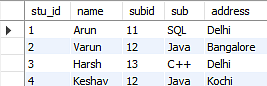 stu_id name subid sub address
1 Arun 11 SQL Delhi
2 Varun 12 Java Bangalore
3 Harsh 13 C++ Delhi
4 Keshav 12 Java Kochi